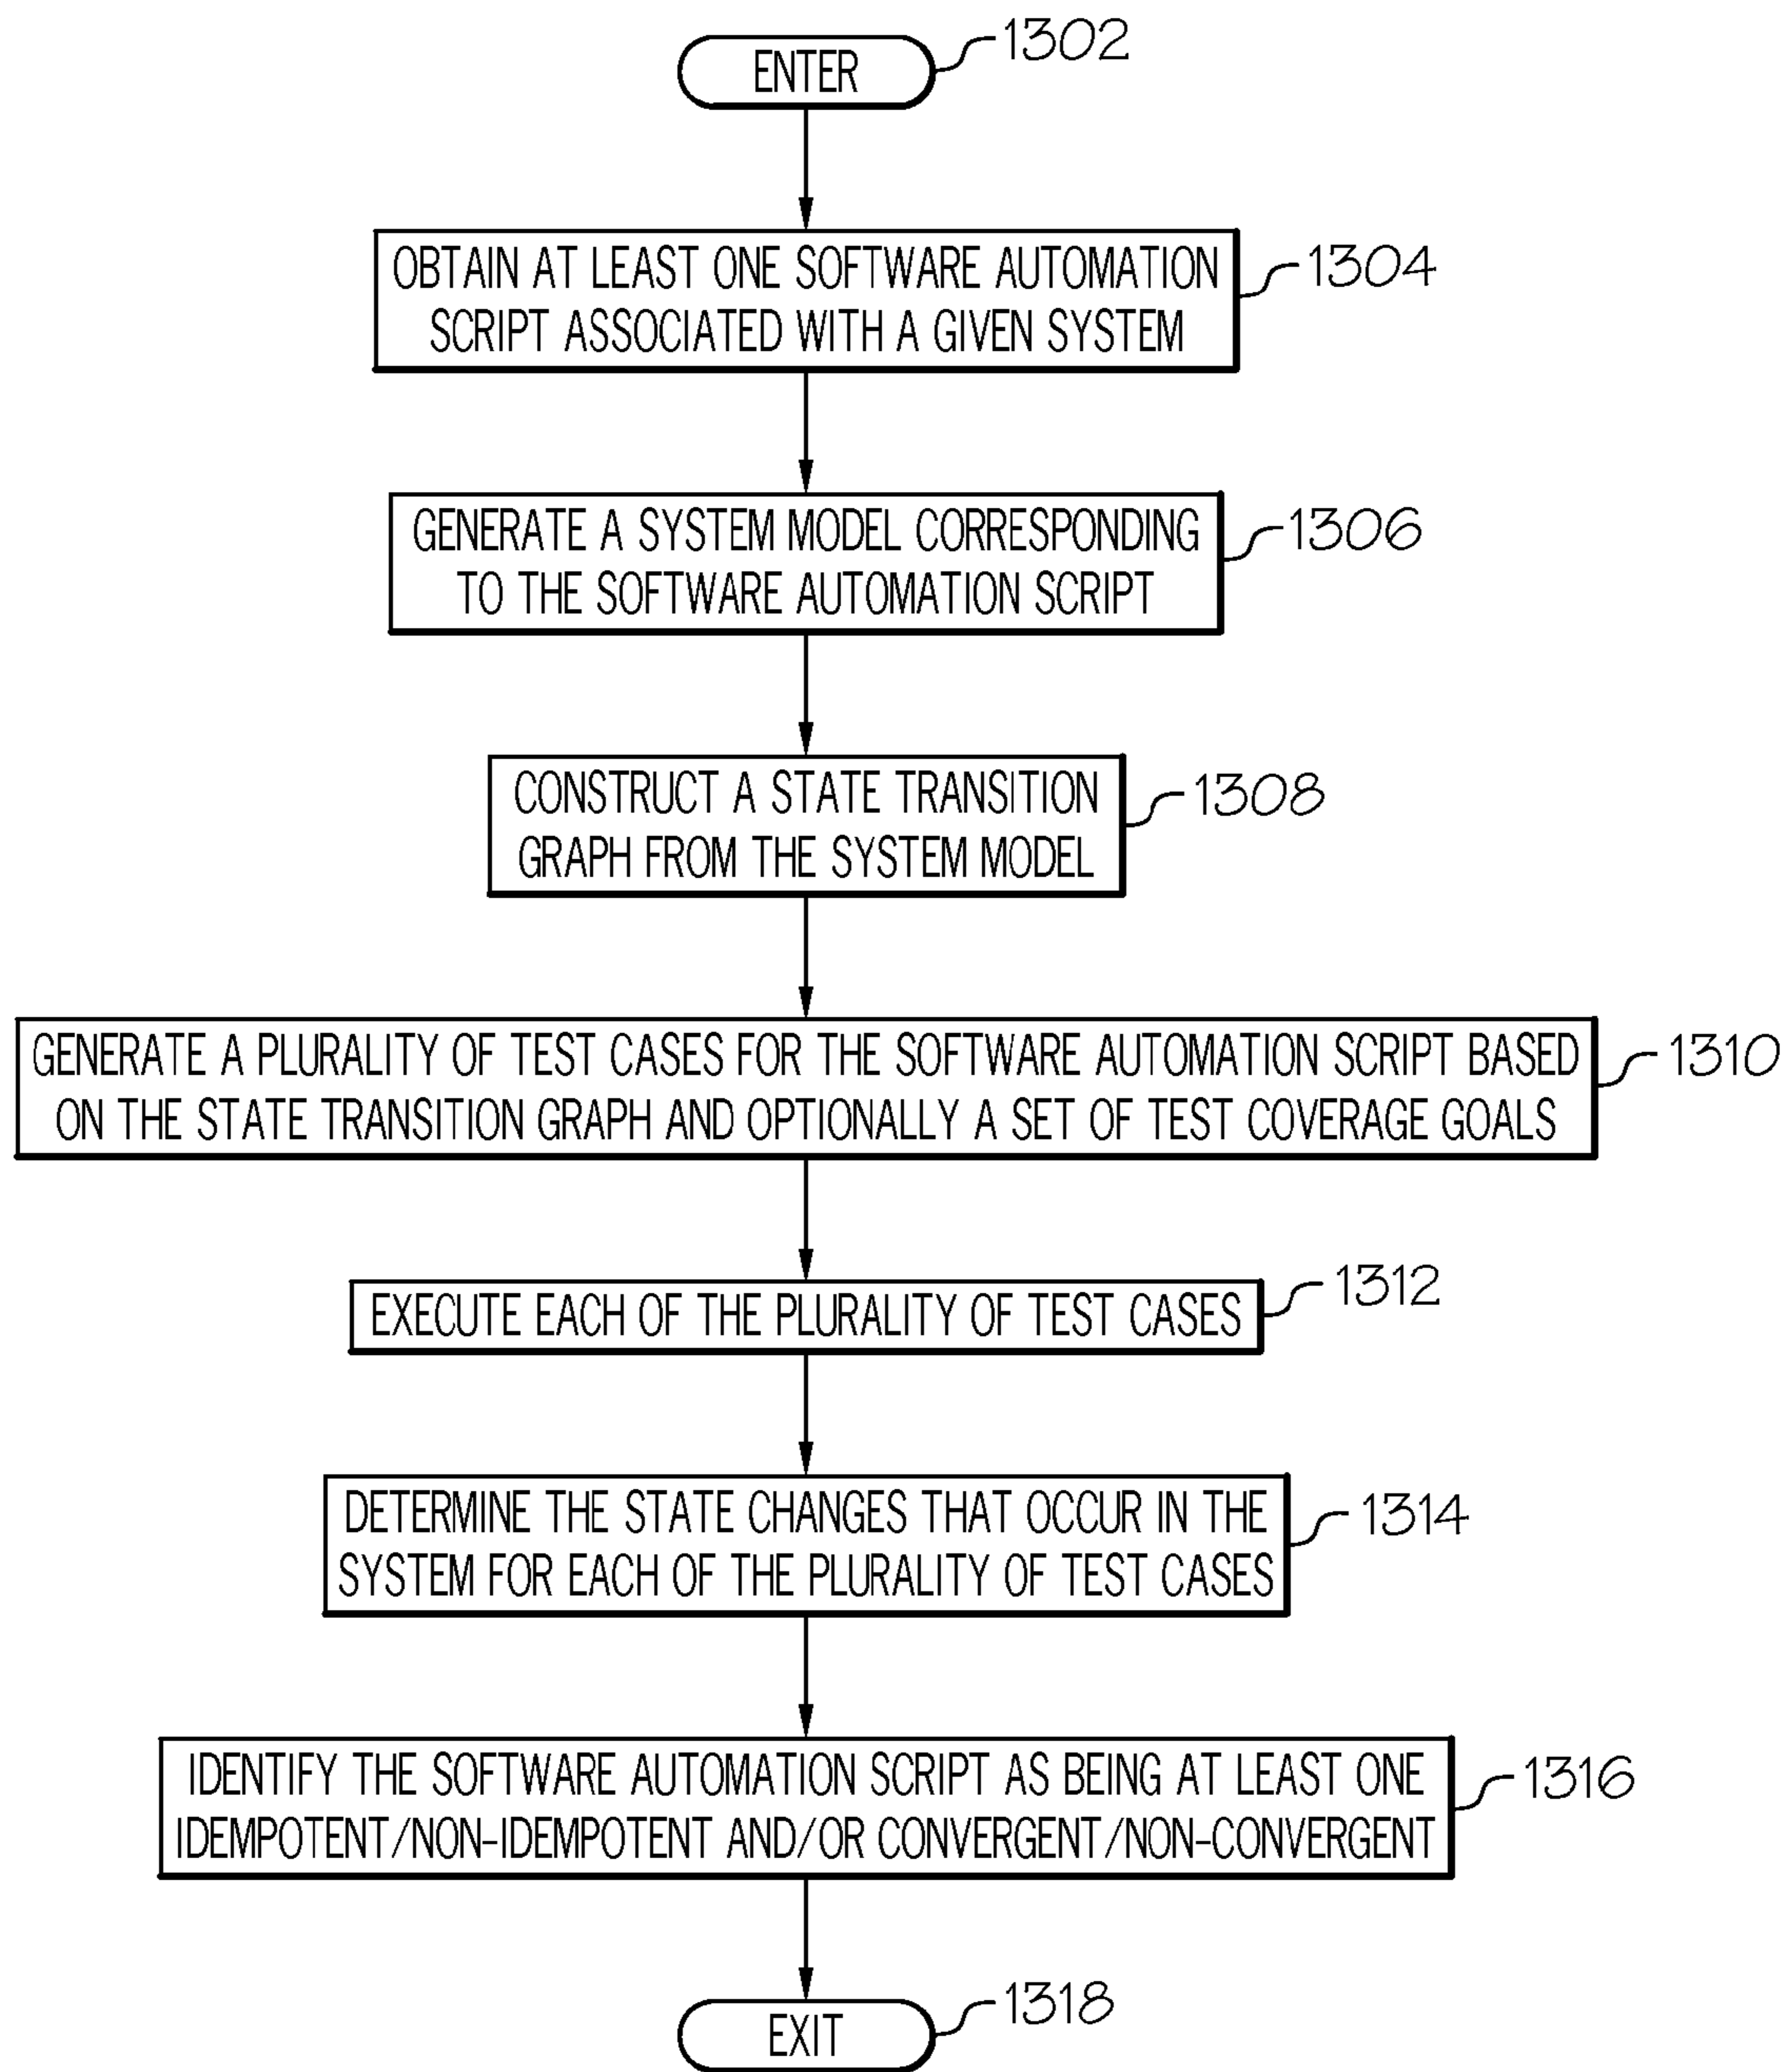 ENTER
1302
OBTAIN AT LEAST ONE SOFTWARE AUTOMATION
SCRIPT ASSOCIATED WITH A GIVEN SYSTEM
1304
GENERATE A SYSTEM MODEL CORRESPONDING
TO THE SOFTWARE AUTOMATION SCRIPT
1306
CONSTRUCT A STATE TRANSITION
GRAPH FROM THE SYSTEM MODEL
1308
GENERATE A PLURALITY OF TEST CASES FOR THE SOFTWARE AUTOMATION SCRIPT BASED
ON THE STATE TRANSITION GRAPH AND OPTIONALLY A SET OF TEST COVERAGE GOALS
1310
EXECUTE EACH OF THE PLURALITY OF TEST CASES
1312
DETERMINE THE STATE CHANGES THAT OCCUR IN THE
SYSTEM FOR EACH OF THE PLURALITY OF TEST CASES
1314
IDENTIFY THE SOFTWARE AUTOMATION SCRIPT AS BEING AT LEAST ONE
IDEMPOTENT/NON-IDEMPOTENT AND/OR CONVERGENT/NON-CONVERGENT
1316
EXIT
1318